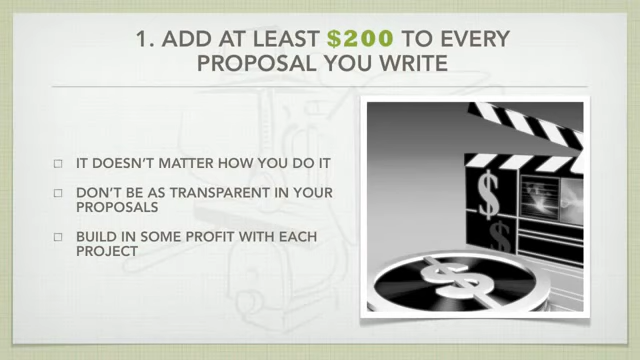 1. ADD AT LEAST $200 TO EVERY
PROPOSAL YOU WRITE
IT DOESN'T MATTER HOW YOU DO IT
DON'T BE AS TRANSPARENT IN YOUR
PROPOSALS
BUILD IN SOME PROFIT WITH EACH
PROJECT
$
$
$